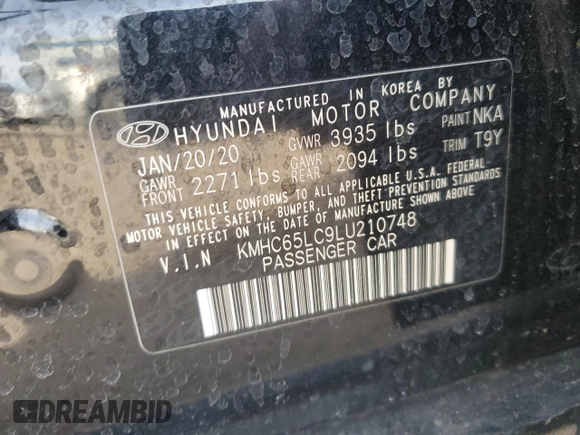 MANUFACTURED IN KOREA BY
HYUNDAI MOTOR COMPANY
JAN/20/20 GVWR 3935 lbs PAINT NKA
GAWR FRONT 2271 lbs GAWR REAR 2094 lbs TRIM T9Y
THIS VEHICLE CONFORMS TO ALL APPLICABLE U.S.A. FEDERAL-
MOTOR VEHICLE SAFETY, BUMPER, AND THEFT PREVENTION STANDARDS
IN EFFECT ON THE DATE OF MANUFACTURE SHOWN ABOVE.
V.I.N KMHC65LC9LU210748
PASSENGER CAR
DREAMBID